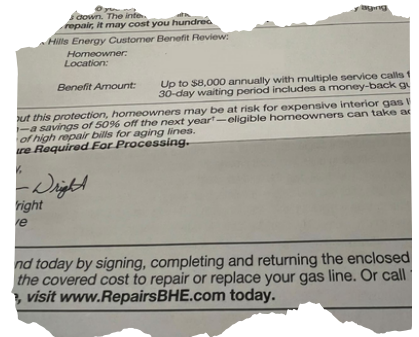 down. The inte
aging
repair, it may cost you hundred
Hills Energy Customer Benefit Review:
Homeowner:
Location:
Benefit Amount: Up to $8,000 annually with multiple service calls
30-day waiting period includes a money-back gu
out this protection, homeowners may be at risk for expensive interior gas
—a savings of 50% off the next year†—eligible homeowners can take ad
of high repair bills for aging lines.
ure Required For Processing.
Wright
right
ve
nd today by signing, completing and returning the enclosed
the covered cost to repair or replace your gas line. Or call
, visit www.RepairsBHE.com today.